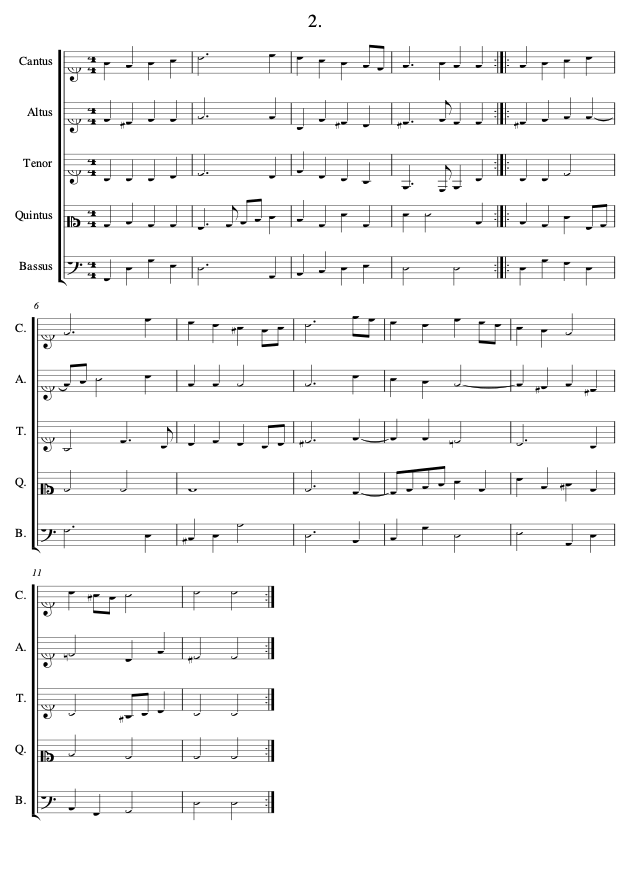 2.
Cantus
Altus
Tenor
Quintus
Bassus
6
C.
A.
T.
Q.
B.
11
C.
A.
T.
Q.
B.